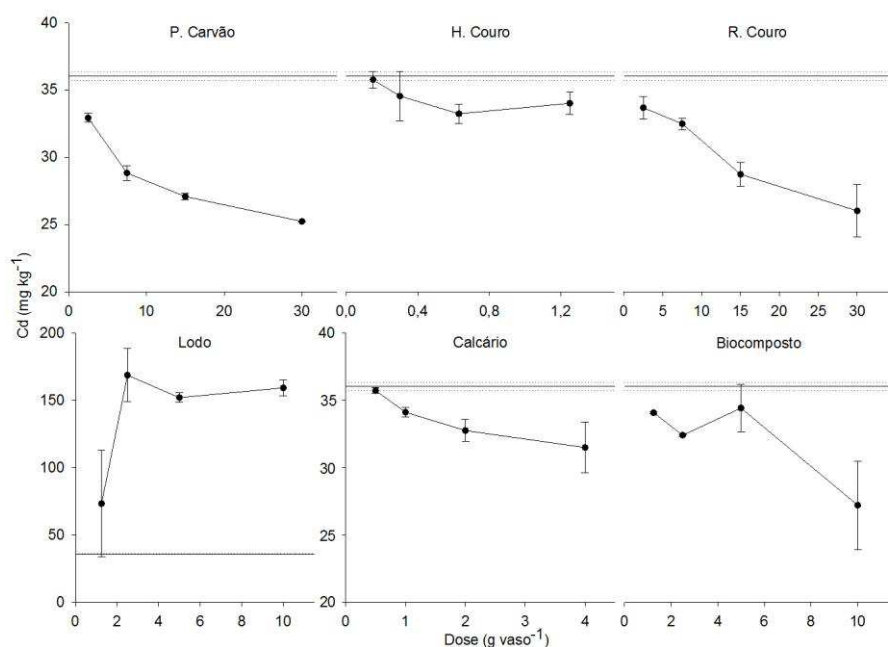 P. Carvão
H. Couro
R. Couro
40
35
30
25
20
0 10 20 30
0,0 0,4 0,8 1,2
0 5 10 15 20 25 30
Cd (mg kg⁻¹)
Lodo
Calcário
Biocomposto
200
150
100
50
0
40
35
30
25
20
0 2 4 6 8 10
0 1 2 3 4
0 2 4 6 8 10
Dose (g vaso⁻¹)